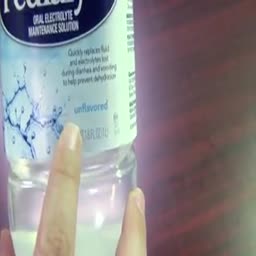 ORAL ELECTROLYTE
MAINTENANCE SOLUTION
Quickly replaces fluid
and electrolytes lost
during diarrhea and vomiting
to help prevent dehydration
unflavored